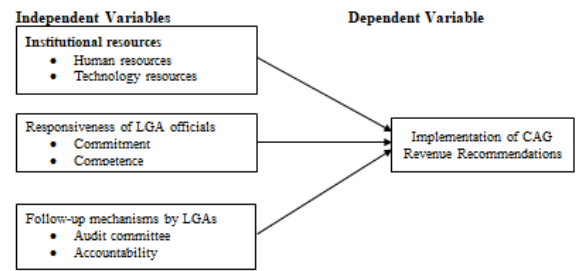 Independent Variables
Dependent Variable
Institutional resources
• Human resources
• Technology resources
Responsiveness of LGA officials
• Commitment
• Competence
Implementation of CAG
Revenue Recommendations
Follow-up mechanisms by LGAs
• Audit committee
• Accountability